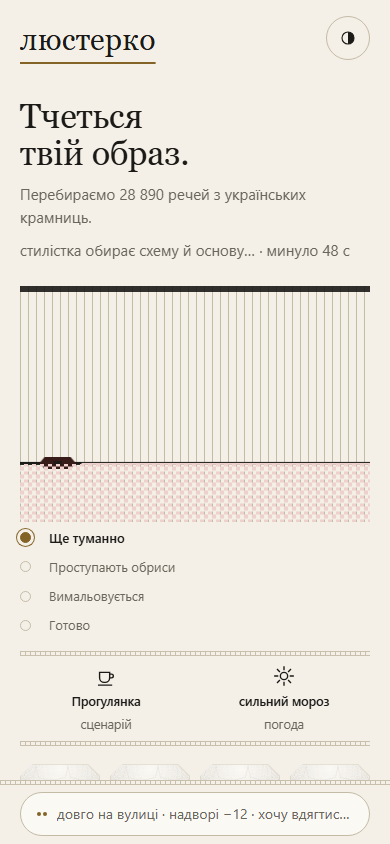 люстерко
Тчеться
твій образ.
Перебираємо 28 890 речей з українських
крамниць.
стилістка обирає схему й основу… · минуло 48 с
Ще туманно
Проступають обриси
Вимальовується
Готово
Прогулянка
сценарій
сильний мороз
погода
довго на вулиці · надворі −12 · хочу вдягтис…